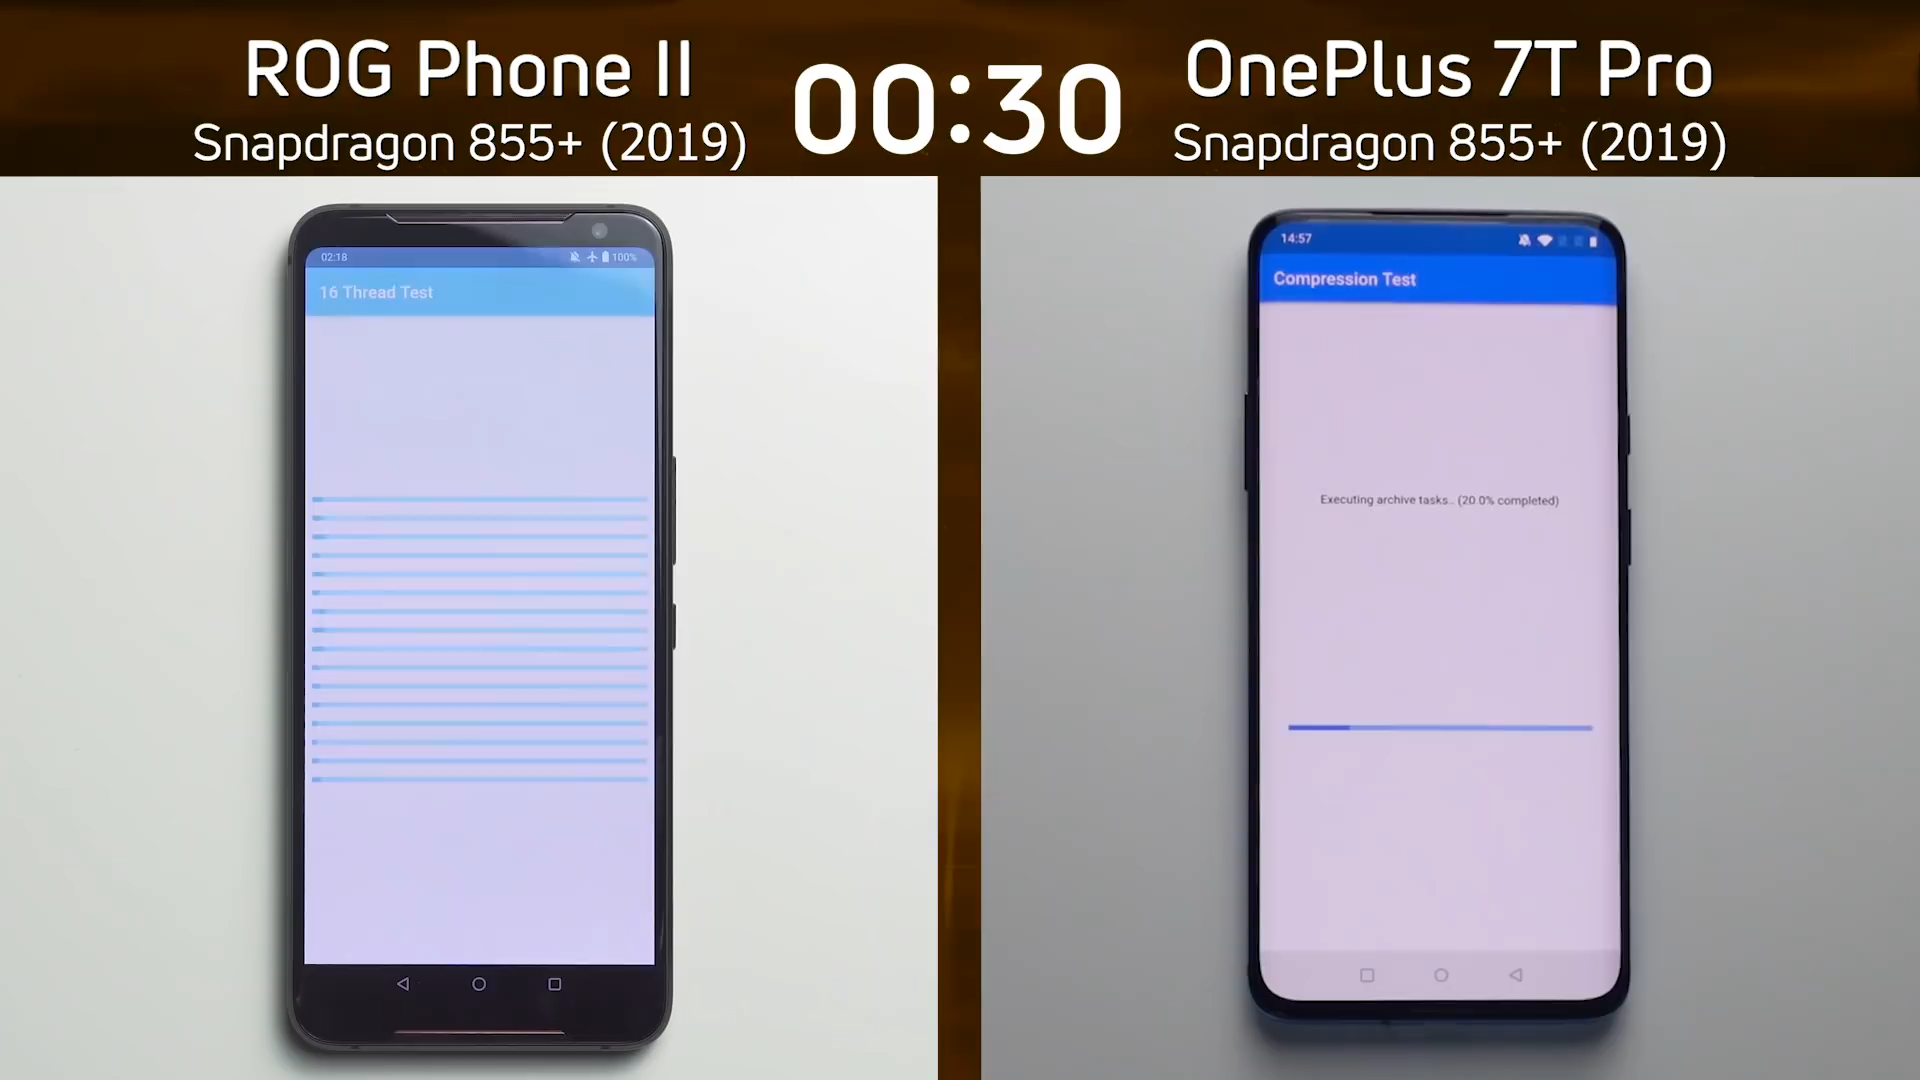 ROG Phone II
Snapdragon 855+ (2019)
00:30
OnePlus 7T Pro
Snapdragon 855+ (2019)
02:18
100%
16 Thread Test
14:57
Compression Test
Executing archive tasks.. (20.0% completed)